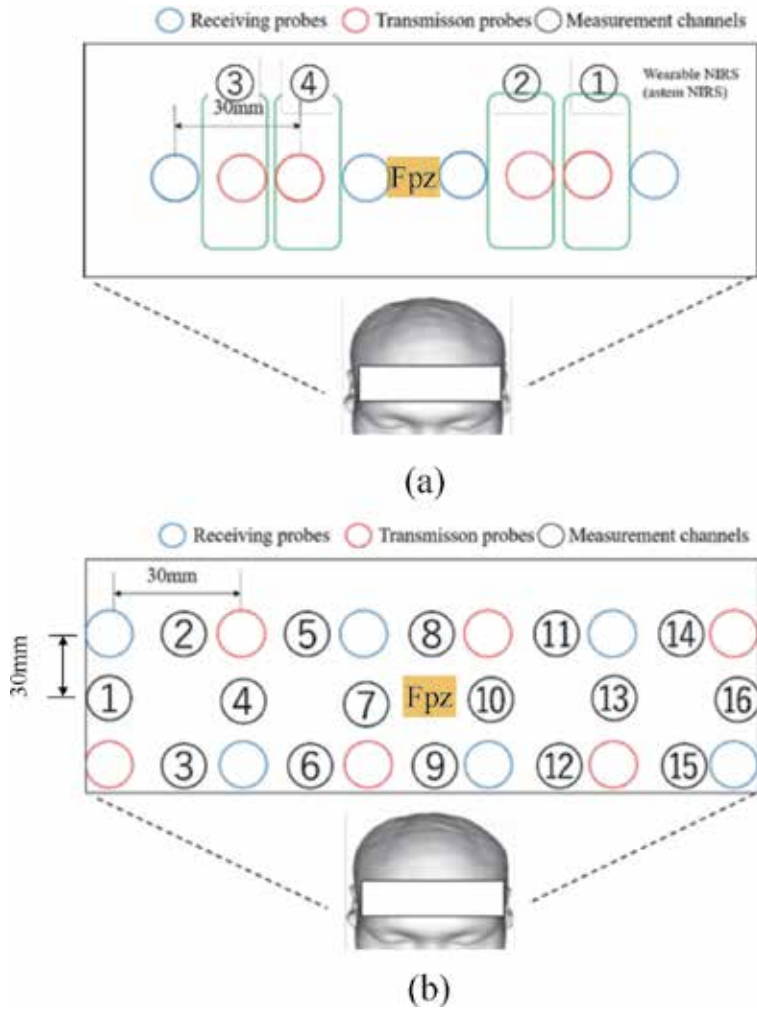 Receiving probes Transmisson probes Measurement channels
③ ④ ② ① Wearable NIRS
(astem NIRS)
30mm
Fpz
(a)
Receiving probes Transmisson probes Measurement channels
30mm
② ⑤ ⑧ ⑪ ⑭
30mm
① ④ ⑦ Fpz ⑩ ⑬ ⑯
③ ⑥ ⑨ ⑫ ⑮
(b)